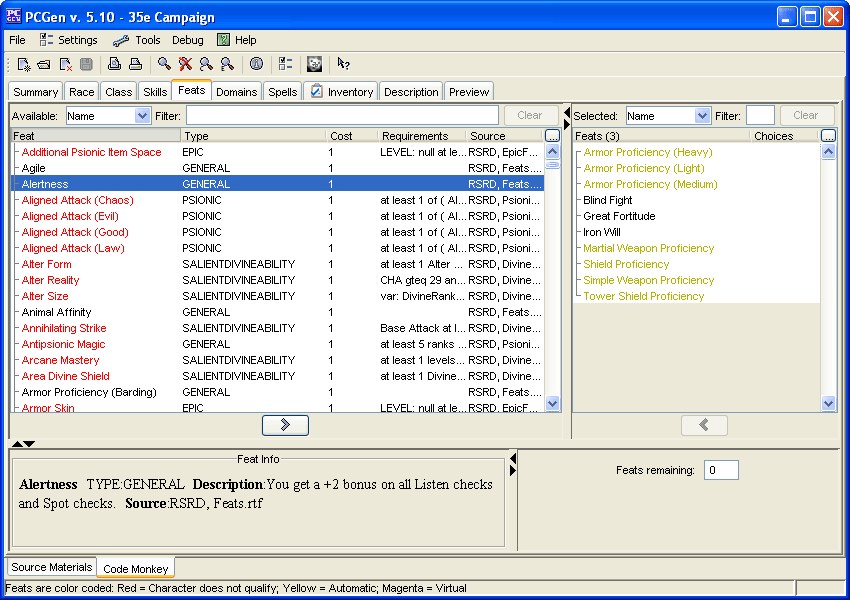 PCGen v. 5.10 - 35e Campaign
File Settings Tools Debug Help
Summary Race Class Skills Feats Domains Spells Inventory Description Preview
Available: Name Filter: Clear Selected: Name Filter: Clear
Feat Type Cost Requirements Source ... Feats (3) Choices ...
Additional Psionic Item Space EPIC 1 LEVEL: null at le... RSRD, EpicF... Armor Proficiency (Heavy)
Agile GENERAL 1 RSRD, Feats.... Armor Proficiency (Light)
Alertness GENERAL 1 RSRD, Feats.... Armor Proficiency (Medium)
Aligned Attack (Chaos) PSIONIC 1 at least 1 of ( Al... RSRD, Psioni... Blind Fight
Aligned Attack (Evil) PSIONIC 1 at least 1 of ( Al... RSRD, Psioni... Great Fortitude
Aligned Attack (Good) PSIONIC 1 at least 1 of ( Al... RSRD, Psioni... Iron Will
Aligned Attack (Law) PSIONIC 1 at least 1 of ( Al... RSRD, Psioni... Martial Weapon Proficiency
Alter Form SALIENTDIVINEABILITY 1 at least 1 Alter ... RSRD, Divine... Shield Proficiency
Alter Reality SALIENTDIVINEABILITY 1 CHA gteq 29 an... RSRD, Divine... Simple Weapon Proficiency
Alter Size SALIENTDIVINEABILITY 1 var: DivineRank... RSRD, Divine... Tower Shield Proficiency
Animal Affinity GENERAL 1 RSRD, Feats....
Annihilating Strike SALIENTDIVINEABILITY 1 Base Attack at l... RSRD, Divine...
Antipsionic Magic GENERAL 1 at least 5 ranks ... RSRD, Psioni...
Arcane Mastery SALIENTDIVINEABILITY 1 at least 1 levels... RSRD, Divine...
Area Divine Shield SALIENTDIVINEABILITY 1 at least 1 Divine... RSRD, Divine...
Armor Proficiency (Barding) GENERAL 1 RSRD, Feats....
Armor Skin EPIC 1 LEVEL: null at le... RSRD, EpicF...
Feat Info
Alertness TYPE:GENERAL Description:You get a +2 bonus on all Listen checks
and Spot checks. Source:RSRD, Feats.rtf
Feats remaining: 0
Source Materials Code Monkey
Feats are color coded: Red = Character does not qualify; Yellow = Automatic; Magenta = Virtual